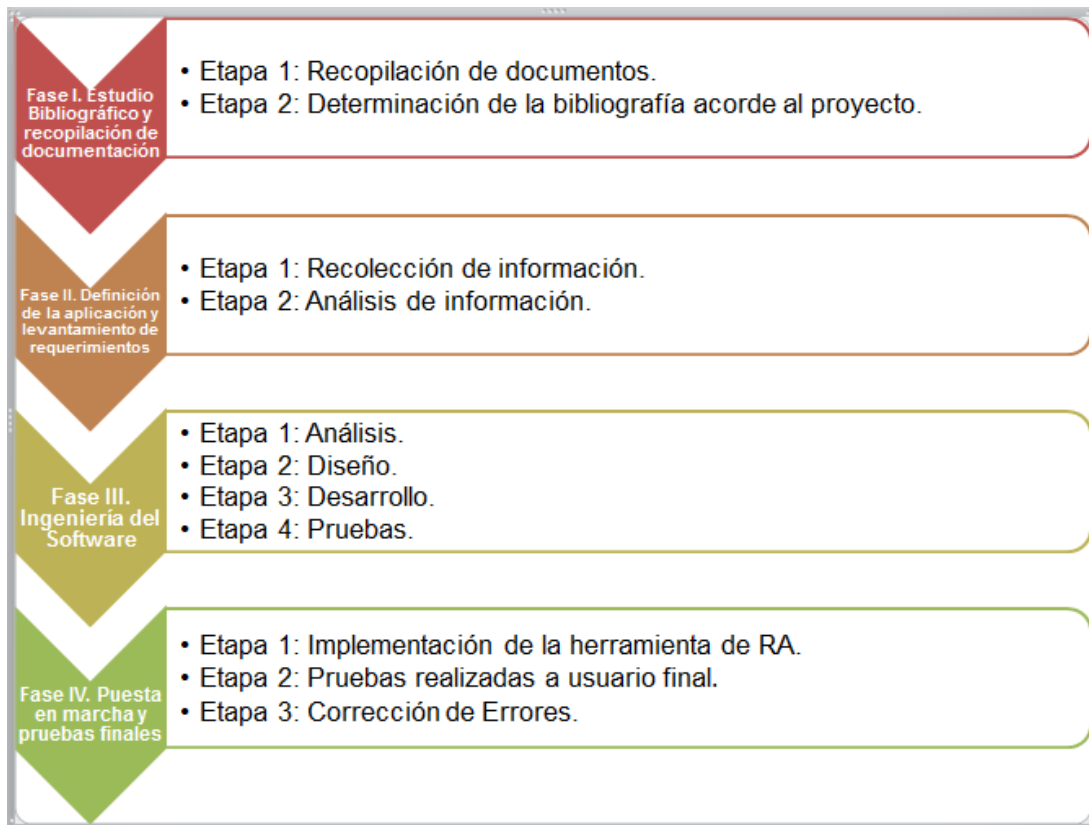 Fase I. Estudio
Bibliográfico y
recopilación de
documentación
• Etapa 1: Recopilación de documentos.
• Etapa 2: Determinación de la bibliografía acorde al proyecto.
Fase II. Definición
de la aplicación y
levantamiento de
requerimientos
• Etapa 1: Recolección de información.
• Etapa 2: Análisis de información.
Fase III.
Ingeniería del
Software
• Etapa 1: Análisis.
• Etapa 2: Diseño.
• Etapa 3: Desarrollo.
• Etapa 4: Pruebas.
Fase IV. Puesta
en marcha y
pruebas finales
• Etapa 1: Implementación de la herramienta de RA.
• Etapa 2: Pruebas realizadas a usuario final.
• Etapa 3: Corrección de Errores.